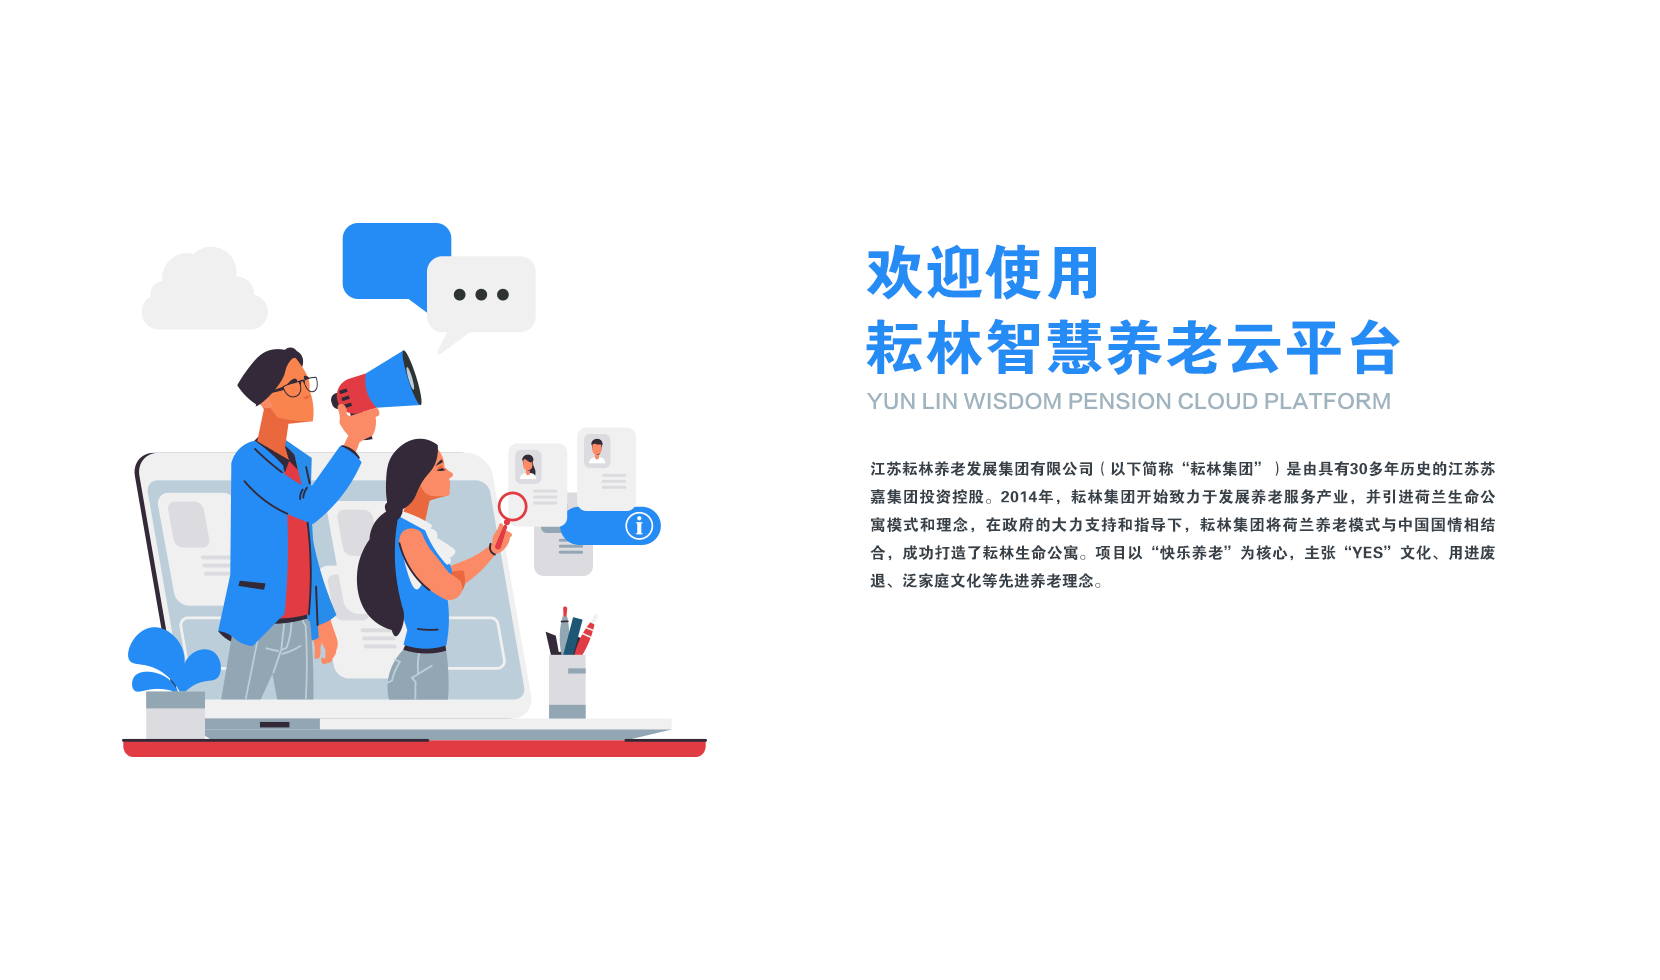 欢迎使用
耘林智慧养老云平台
YUN LIN WISDOM PENSION CLOUD PLATFORM
江苏耘林养老发展集团有限公司（以下简称“耘林集团”）是由具有30多年历史的江苏苏
嘉集团投资控股。2014年，耘林集团开始致力于发展养老服务产业，并引进荷兰生命公
寓模式和理念，在政府的大力支持和指导下，耘林集团将荷兰养老模式与中国国情相结
合，成功打造了耘林生命公寓。项目以“快乐养老”为核心，主张“YES”文化、用进废
退、泛家庭文化等先进养老理念。